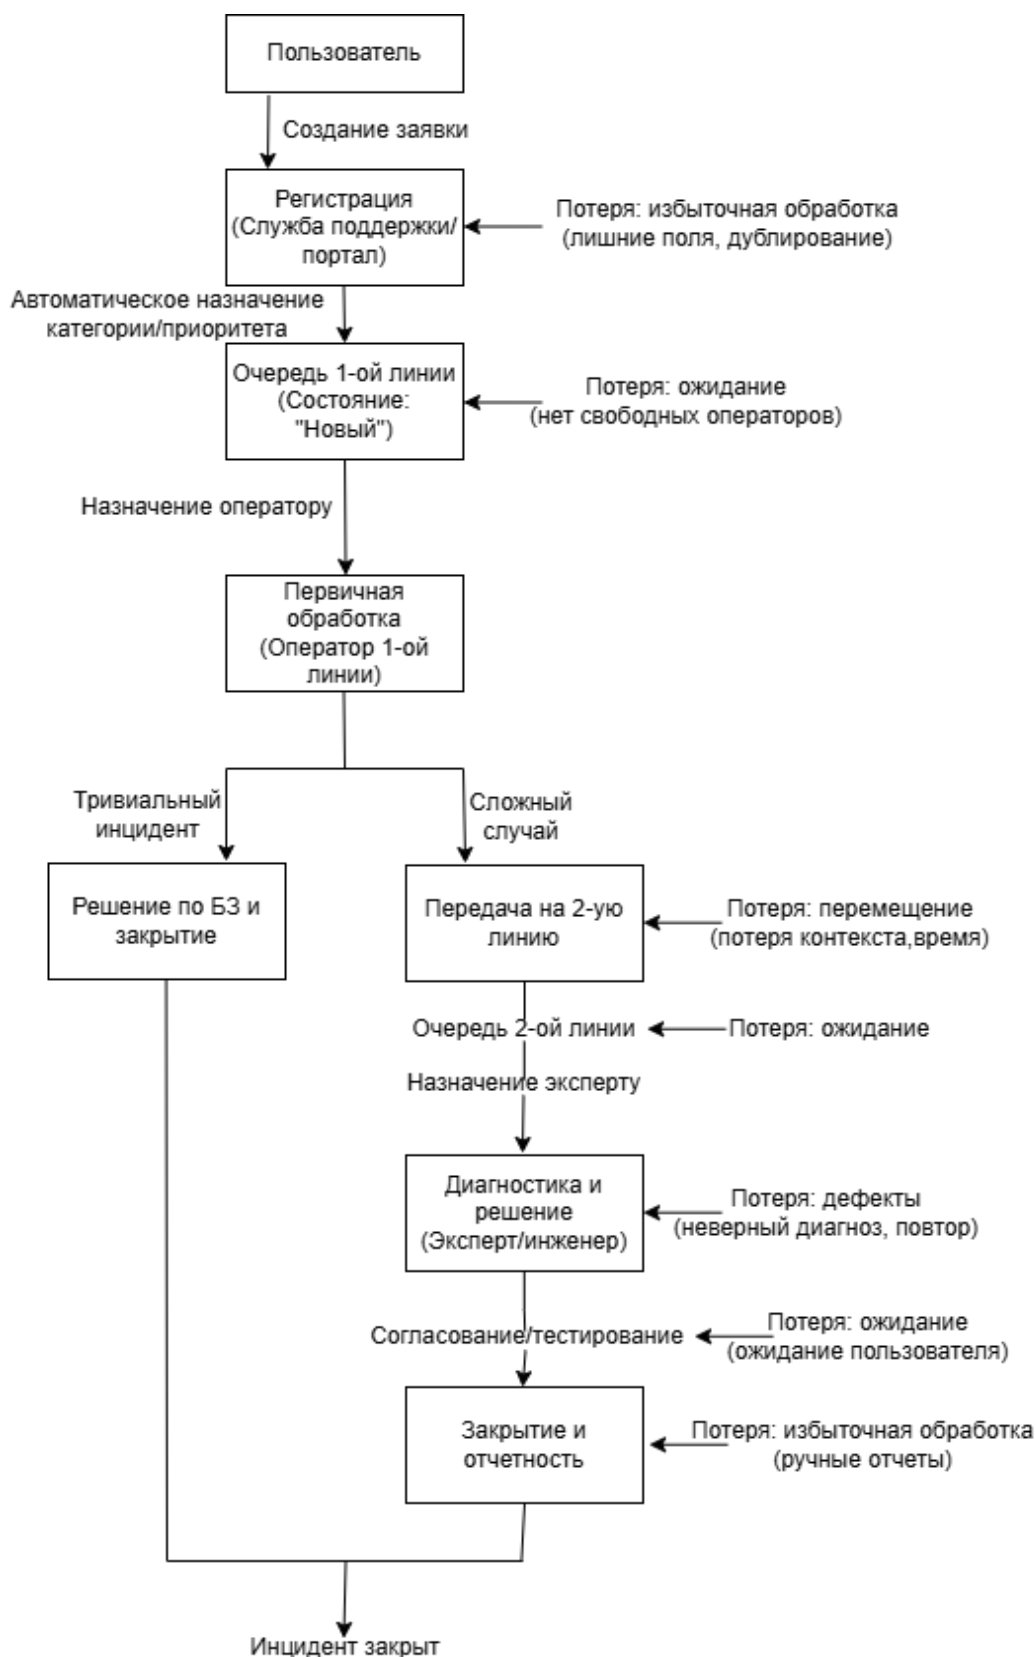 Пользователь
Создание заявки
Регистрация
(Служба поддержки/
портал)
Потеря: избыточная обработка
(лишние поля, дублирование)
Автоматическое назначение
категории/приоритета
Очередь 1-ой линии
(Состояние:
"Новый")
Потеря: ожидание
(нет свободных операторов)
Назначение оператору
Первичная
обработка
(Оператор 1-ой
линии)
Тривиальный
инцидент
Сложный
случай
Решение по БЗ и
закрытие
Передача на 2-ую
линию
Потеря: перемещение
(потеря контекста,время)
Очередь 2-ой линии
Потеря: ожидание
Назначение эксперту
Диагностика и
решение
(Эксперт/инженер)
Потеря: дефекты
(неверный диагноз, повтор)
Согласование/тестирование
Потеря: ожидание
(ожидание пользователя)
Закрытие и
отчетность
Потеря: избыточная обработка
(ручные отчеты)
Инцидент закрыт